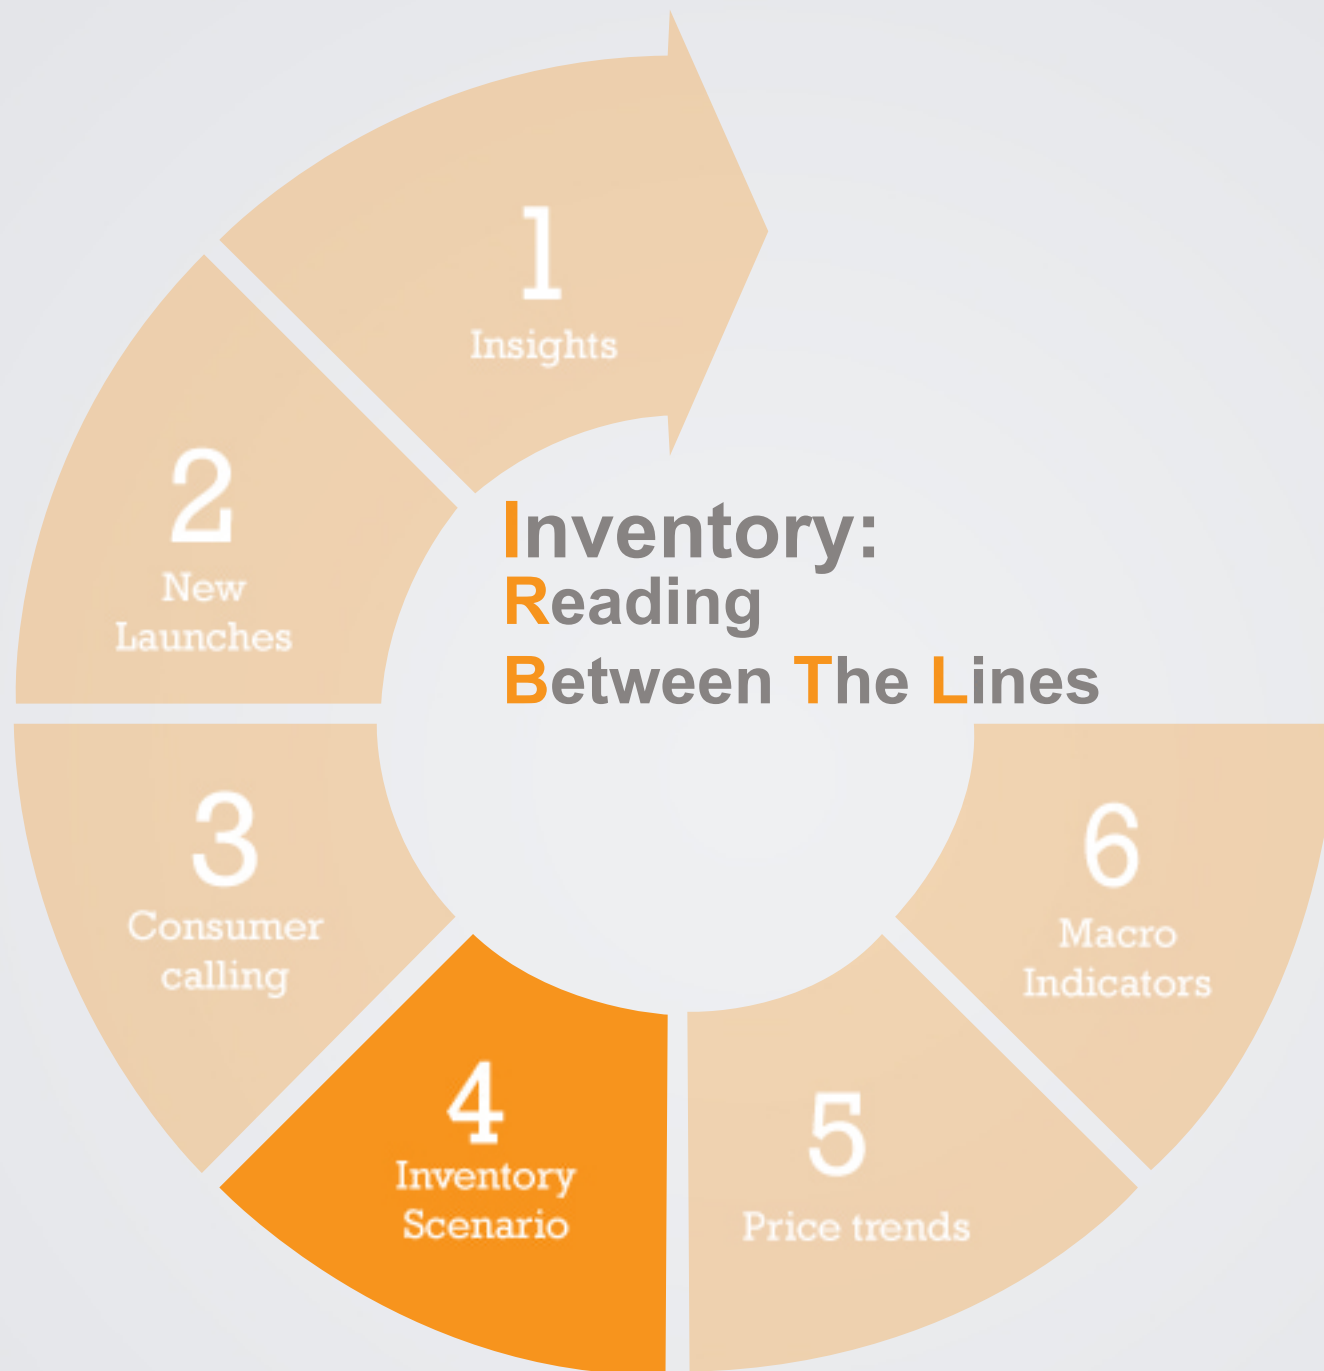 1
Insights
2
New
Launches
3
Consumer
calling
4
Inventory
Scenario
5
Price trends
6
Macro
Indicators
Inventory:
Reading
Between The Lines